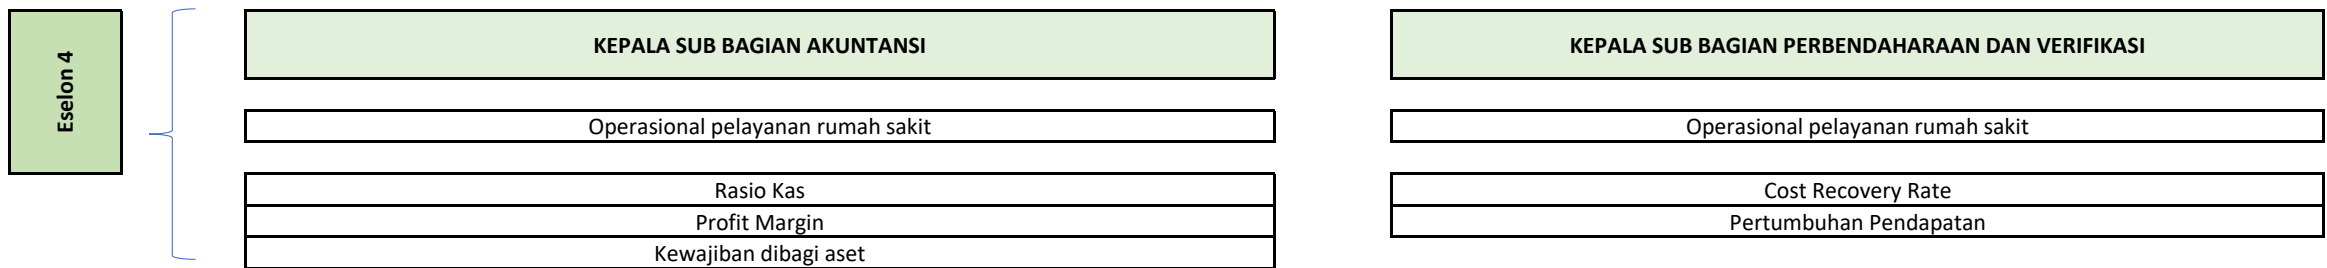 Eselon 4
KEPALA SUB BAGIAN AKUNTANSI
KEPALA SUB BAGIAN PERBENDAHARAAN DAN VERIFIKASI
Operasional pelayanan rumah sakit
Operasional pelayanan rumah sakit
Rasio Kas
Cost Recovery Rate
Profit Margin
Pertumbuhan Pendapatan
Kewajiban dibagi aset